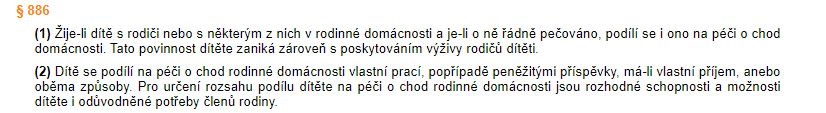 § 886
(1) Žije-li dítě s rodiči nebo s některým z nich v rodinné domácnosti a je-li o ně řádně pečováno, podílí se i ono na péči o chod
domácnosti. Tato povinnost dítěte zaniká zároveň s poskytováním výživy rodičů dítěti.
(2) Dítě se podílí na péči o chod rodinné domácnosti vlastní prací, popřípadě peněžitými příspěvky, má-li vlastní příjem, anebo
oběma způsoby. Pro určení rozsahu podílu dítěte na péči o chod rodinné domácnosti jsou rozhodné schopnosti a možnosti
dítěte i odůvodněné potřeby členů rodiny.